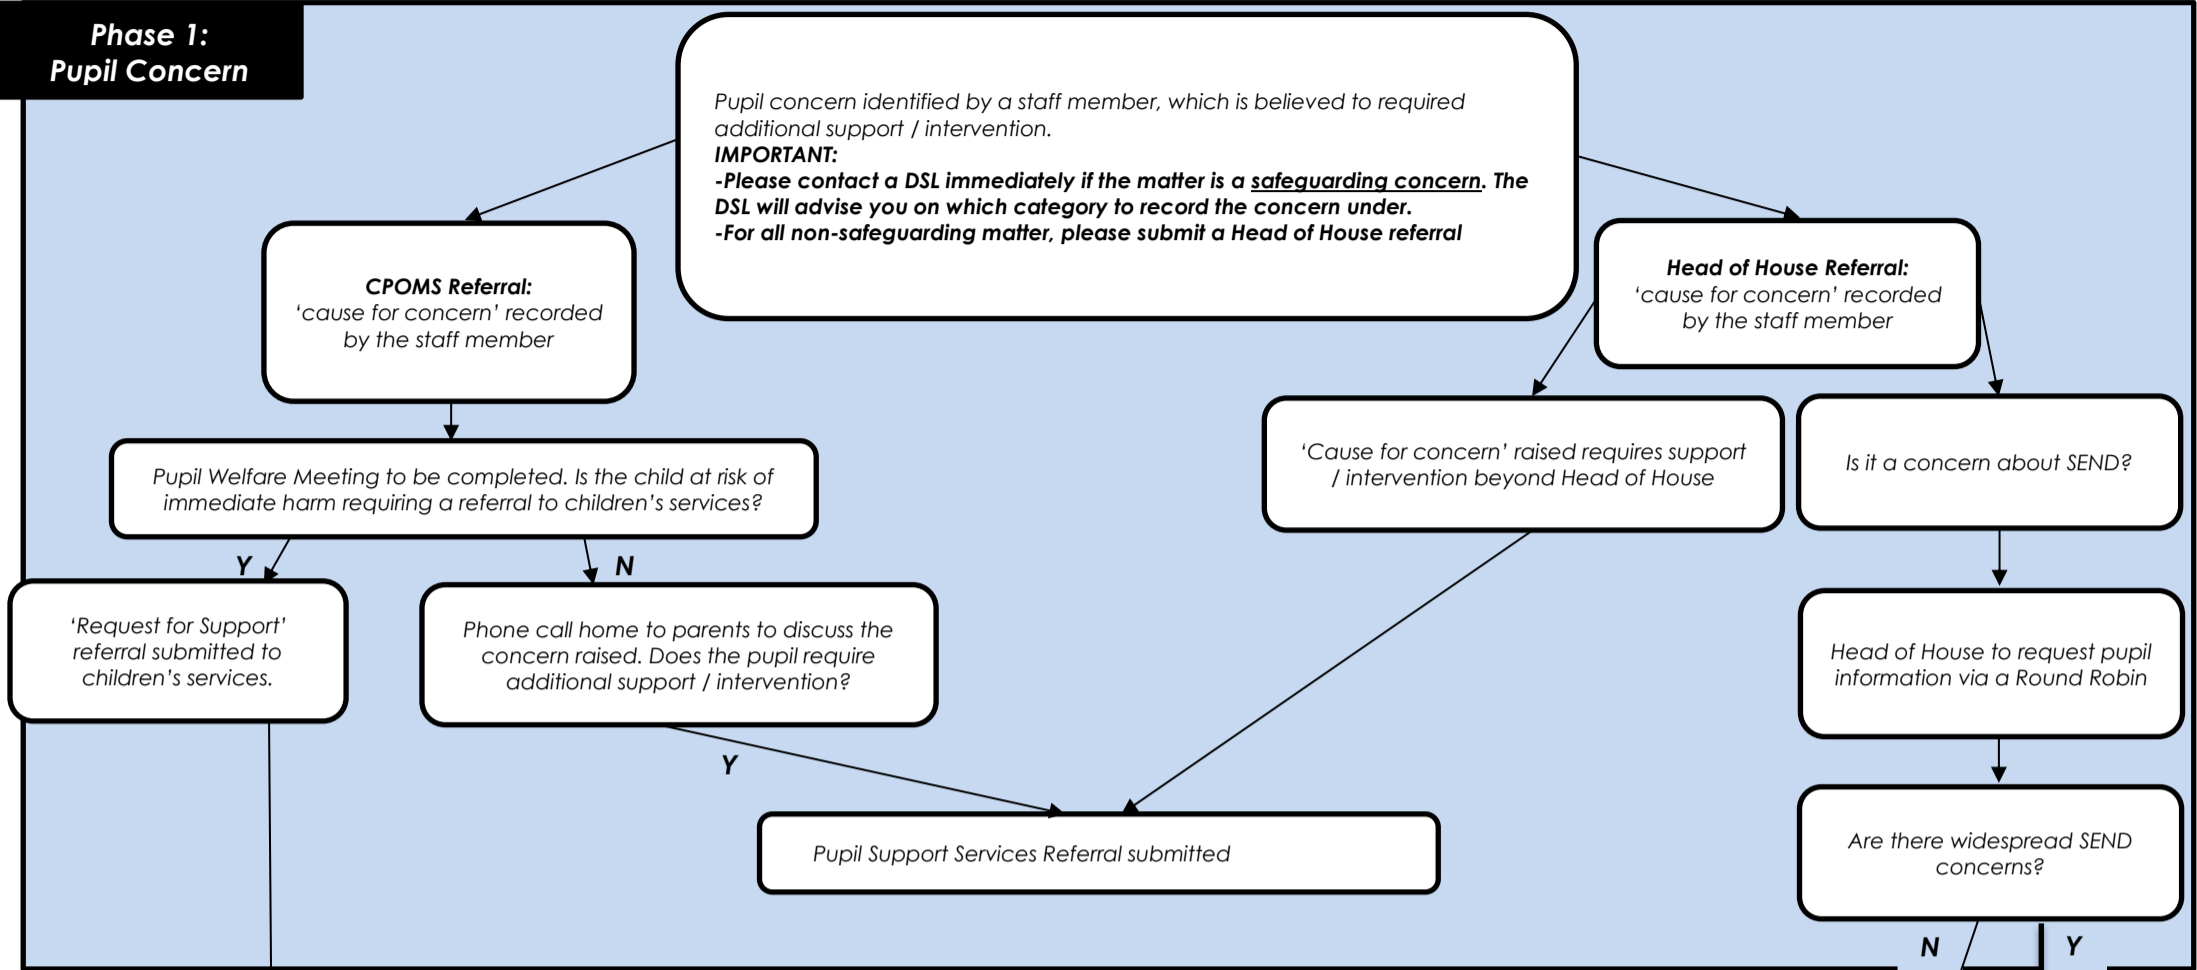 Phase 1:
Pupil Concern
Pupil concern identified by a staff member, which is believed to required
additional support / intervention.
IMPORTANT:
-Please contact a DSL immediately if the matter is a safeguarding concern. The
DSL will advise you on which category to record the concern under.
-For all non-safeguarding matter, please submit a Head of House referral
CPOMS Referral:
‘cause for concern’ recorded
by the staff member
Head of House Referral:
‘cause for concern’ recorded
by the staff member
Pupil Welfare Meeting to be completed. Is the child at risk of
immediate harm requiring a referral to children’s services?
‘Cause for concern’ raised requires support
/ intervention beyond Head of House
Is it a concern about SEND?
Y
N
‘Request for Support’
referral submitted to
children’s services.
Phone call home to parents to discuss the
concern raised. Does the pupil require
additional support / intervention?
Head of House to request pupil
information via a Round Robin
Y
Pupil Support Services Referral submitted
Are there widespread SEND
concerns?
N
Y